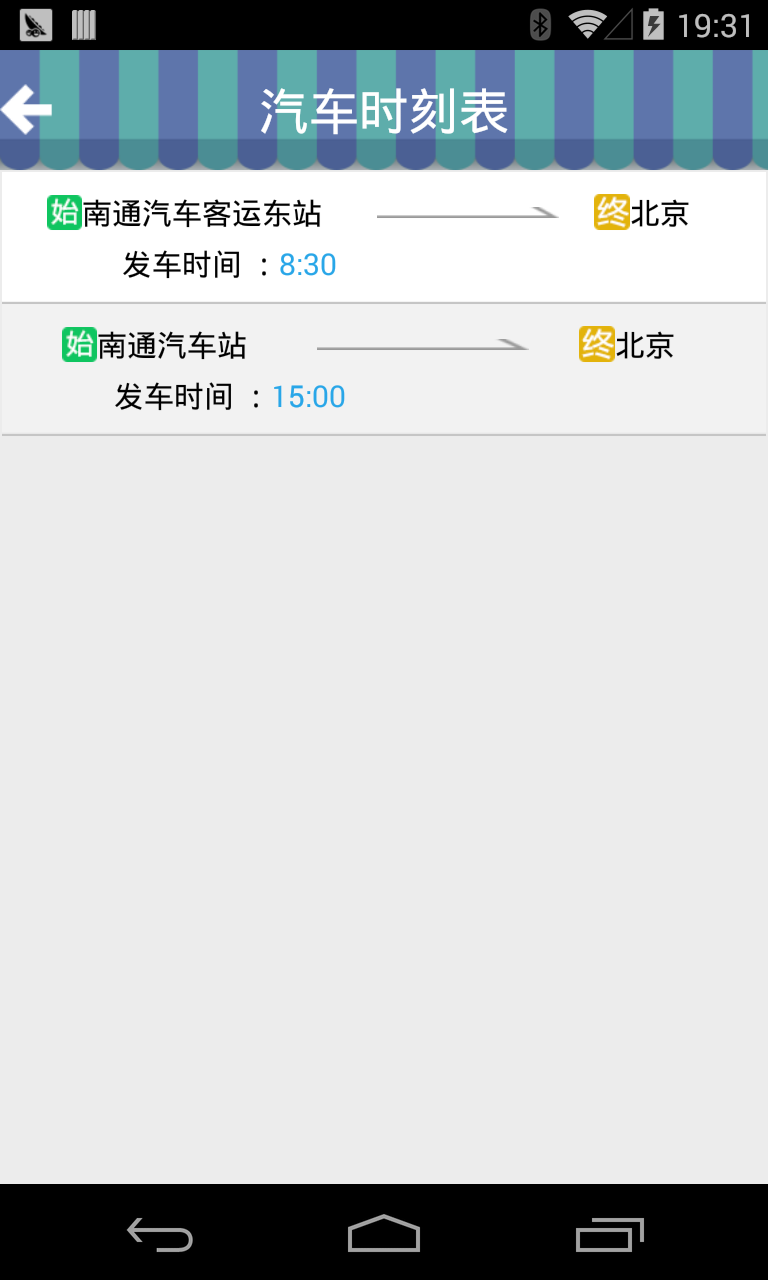 19:31
汽车时刻表
始南通汽车客运东站 终北京
发车时间 : 8:30
始南通汽车站 终北京
发车时间 : 15:00